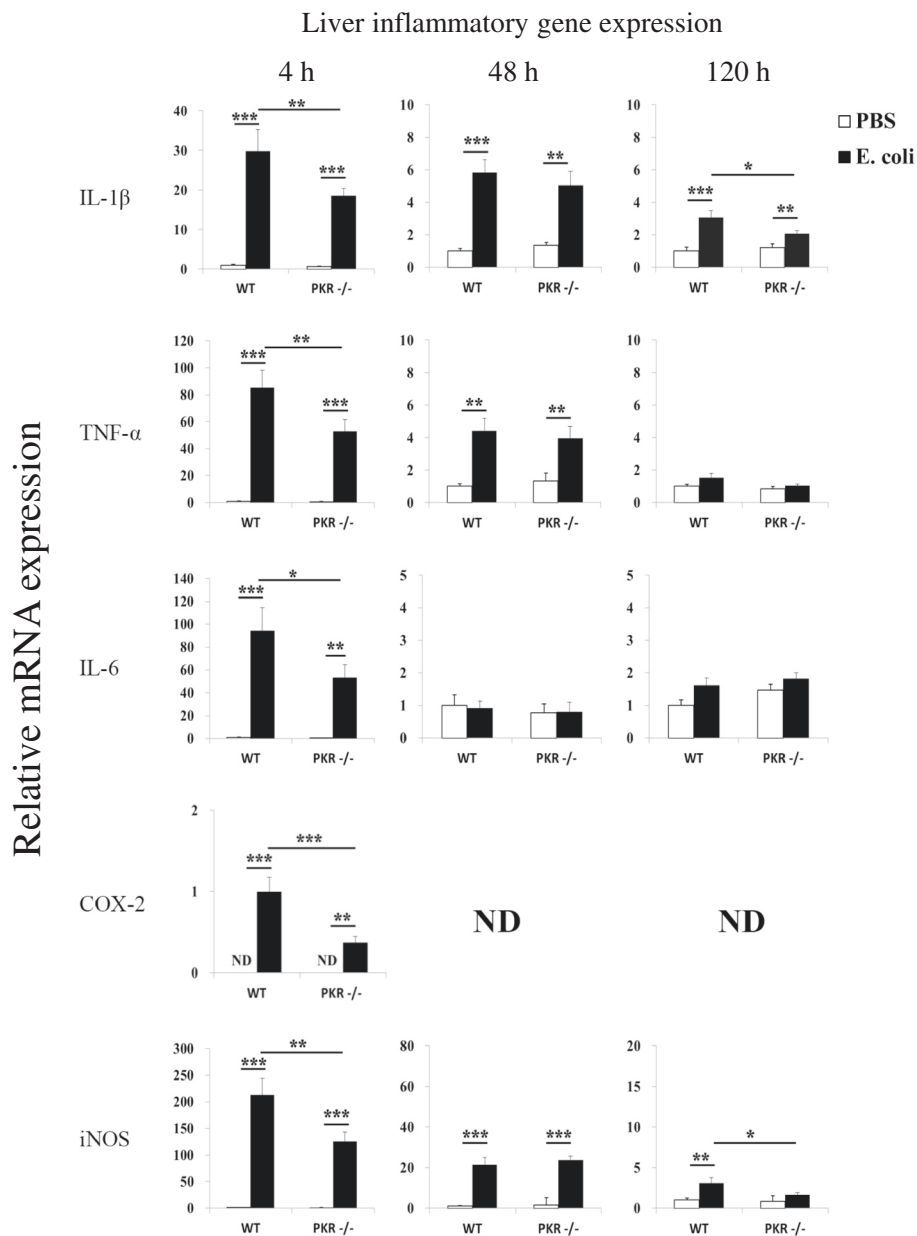 Liver inflammatory gene expression
4 h 48 h 120 h
PBS
E. coli
Relative mRNA expression
IL-1β
40
30
20
10
0
*** ** ***
WT PKR -/-
10
8
6
4
2
0
*** **
WT PKR -/-
10
8
6
4
2
0
*** * **
WT PKR -/-
TNF-α
120
100
80
60
40
20
0
*** ** ***
WT PKR -/-
10
8
6
4
2
0
** **
WT PKR -/-
10
8
6
4
2
0
WT PKR -/-
IL-6
140
120
100
80
60
40
20
0
*** * **
WT PKR -/-
5
4
3
2
1
0
WT PKR -/-
5
4
3
2
1
0
WT PKR -/-
COX-2
2
1
0
*** *** **
ND ND
WT PKR -/-
ND
ND
iNOS
300
250
200
150
100
50
0
*** ** ***
WT PKR -/-
80
60
40
20
0
*** ***
WT PKR -/-
20
15
10
5
0
** *
WT PKR -/-